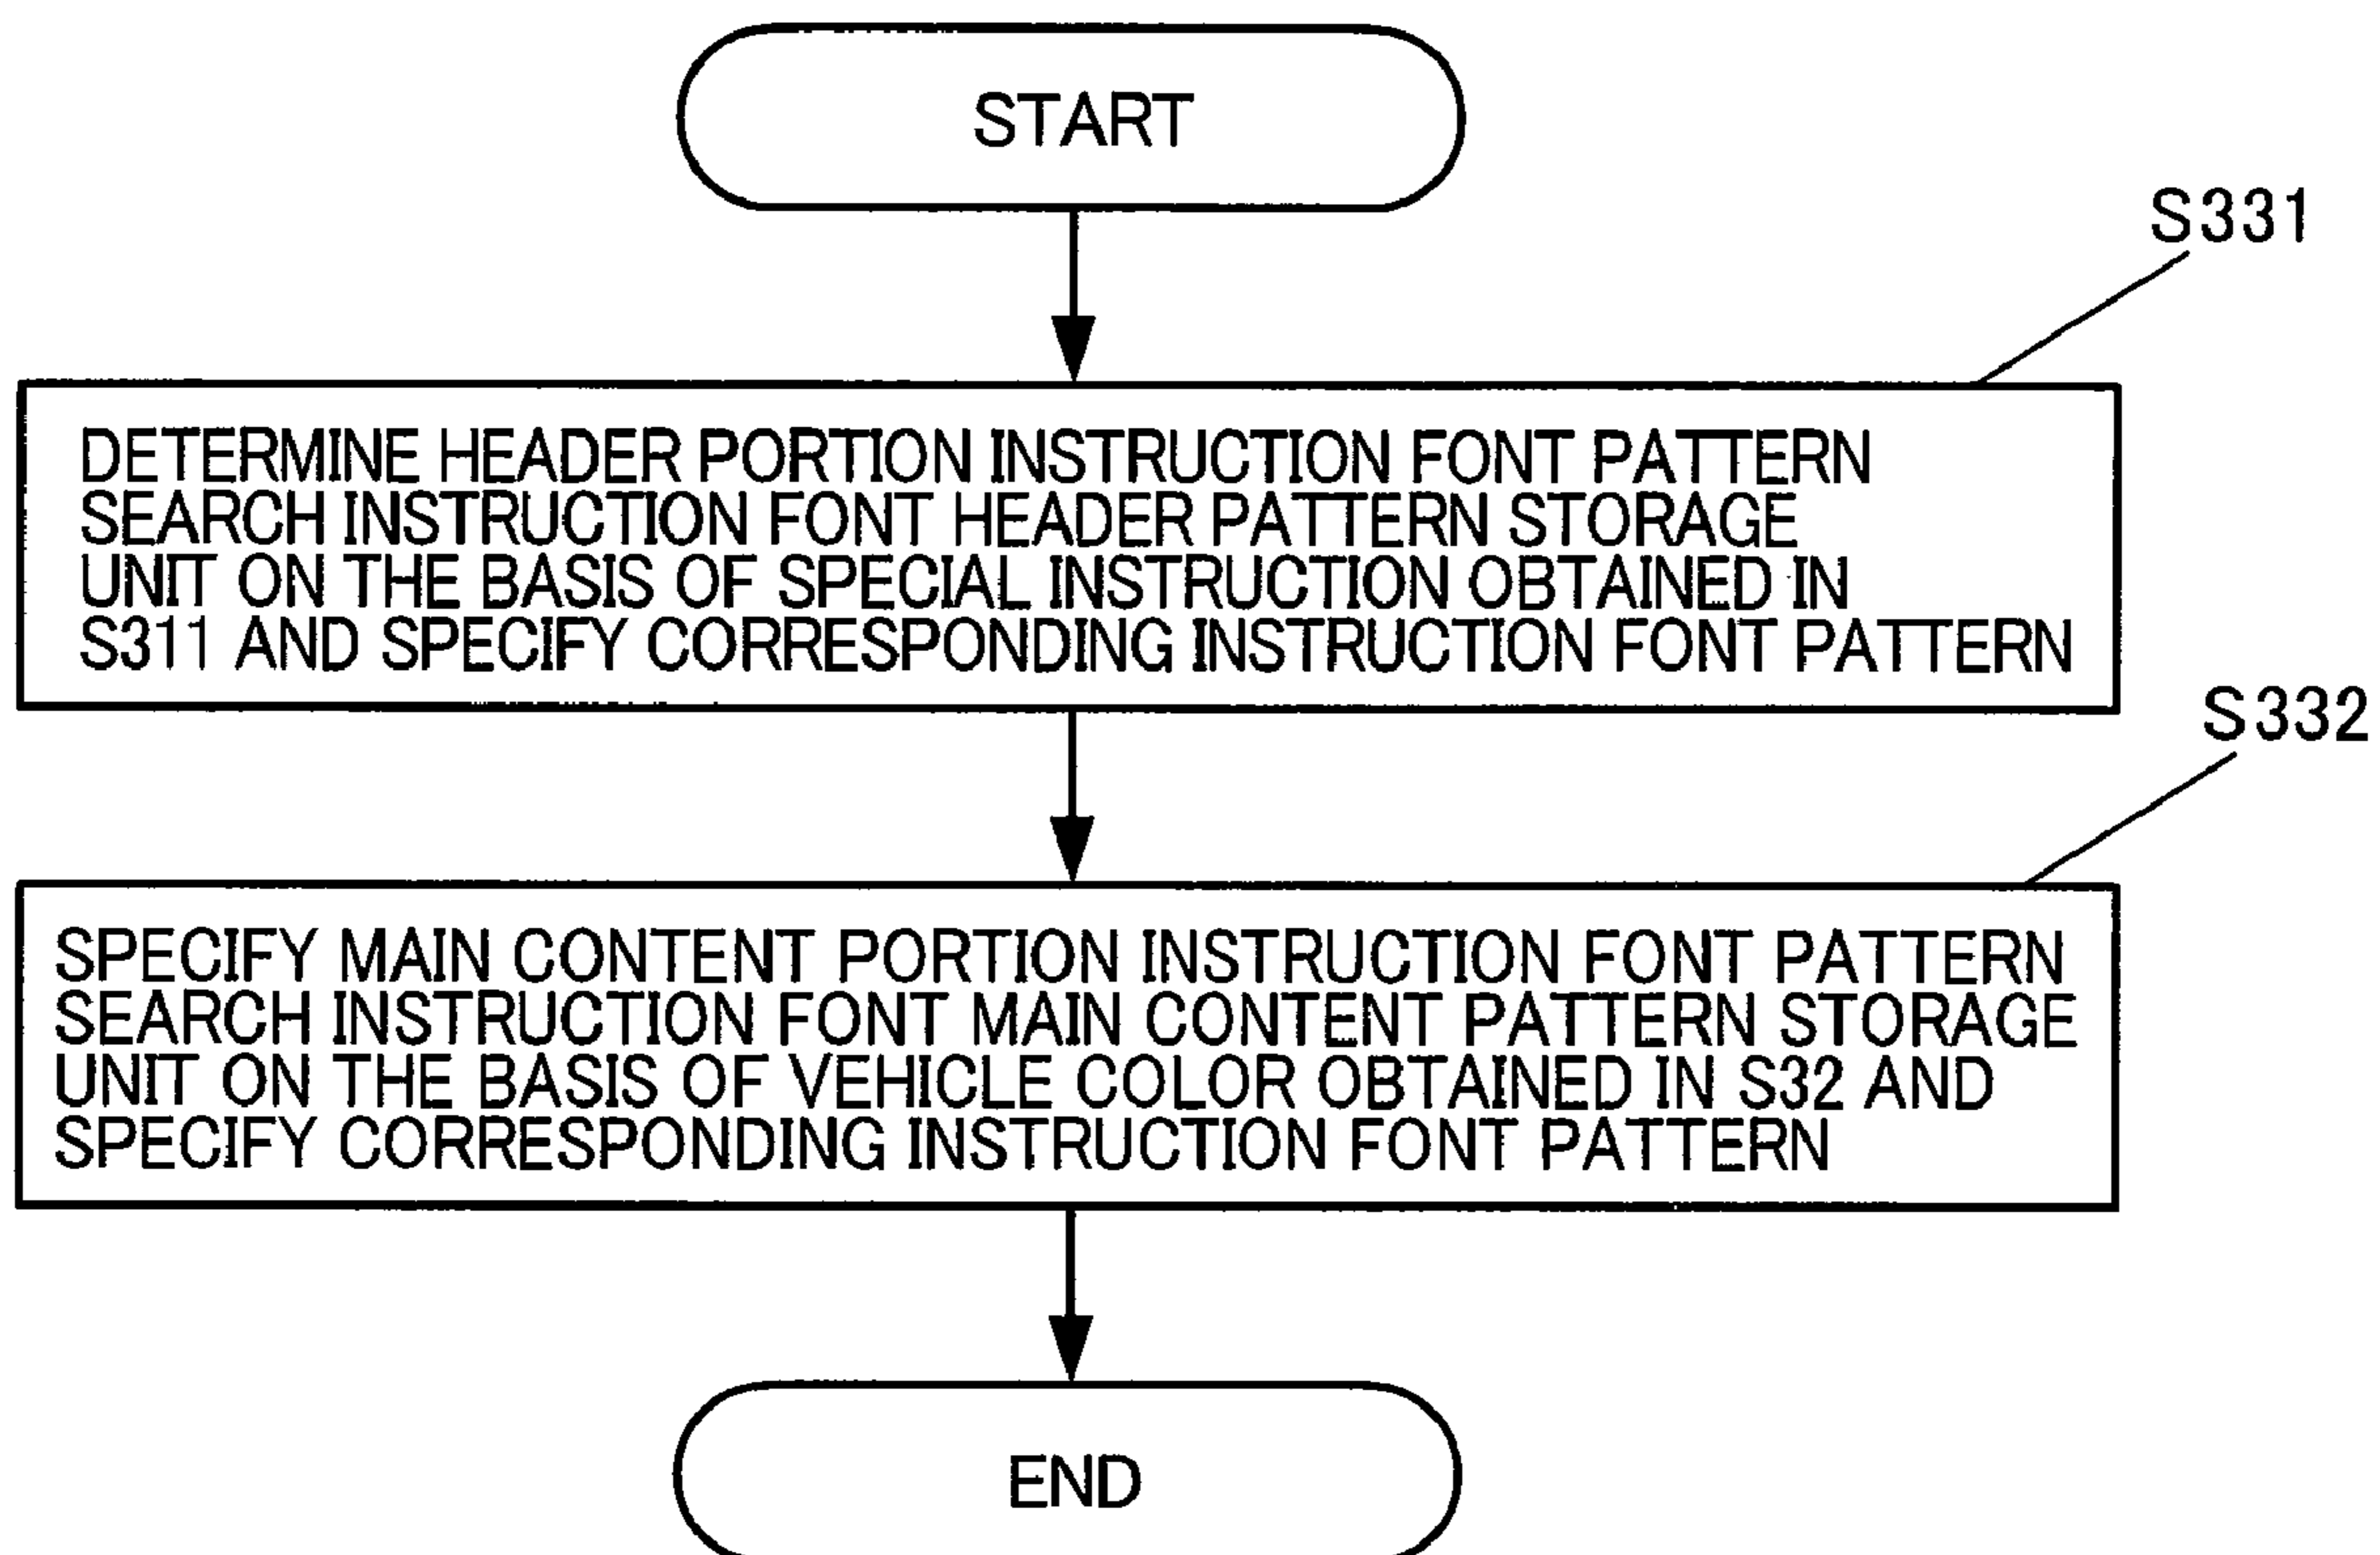 START
S331
DETERMINE HEADER PORTION INSTRUCTION FONT PATTERN
SEARCH INSTRUCTION FONT HEADER PATTERN STORAGE
UNIT ON THE BASIS OF SPECIAL INSTRUCTION OBTAINED IN
S311 AND SPECIFY CORRESPONDING INSTRUCTION FONT PATTERN
S332
SPECIFY MAIN CONTENT PORTION INSTRUCTION FONT PATTERN
SEARCH INSTRUCTION FONT MAIN CONTENT PATTERN STORAGE
UNIT ON THE BASIS OF VEHICLE COLOR OBTAINED IN S32 AND
SPECIFY CORRESPONDING INSTRUCTION FONT PATTERN
END